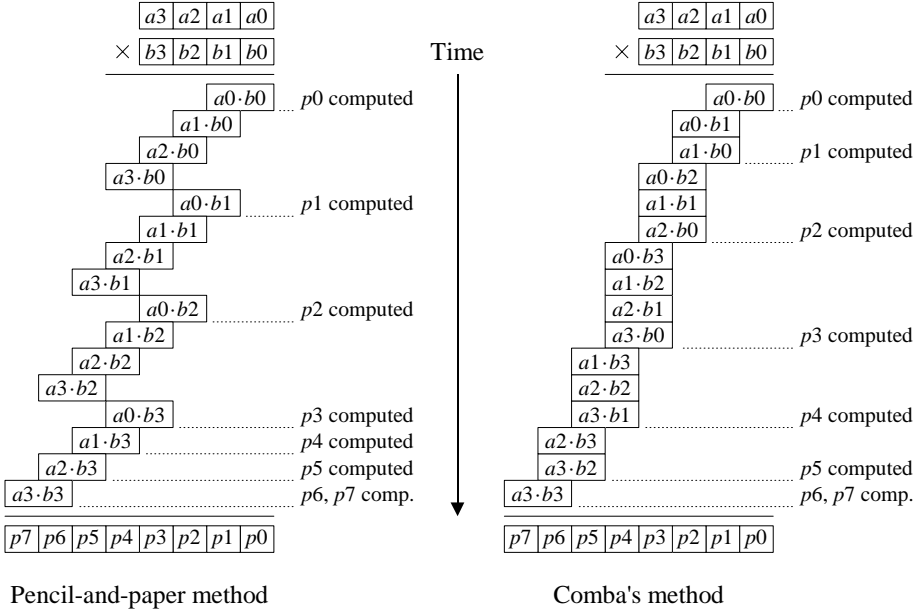 a3 a2 a1 a0
× b3 b2 b1 b0
a0·b0 p0 computed
a1·b0
a2·b0
a3·b0
a0·b1 p1 computed
a1·b1
a2·b1
a3·b1
a0·b2 p2 computed
a1·b2
a2·b2
a3·b2
a0·b3 p3 computed
a1·b3 p4 computed
a2·b3 p5 computed
a3·b3 p6, p7 comp.
p7 p6 p5 p4 p3 p2 p1 p0
Pencil-and-paper method
Time
a3 a2 a1 a0
× b3 b2 b1 b0
a0·b0 p0 computed
a0·b1
a1·b0 p1 computed
a0·b2
a1·b1
a2·b0 p2 computed
a0·b3
a1·b2
a2·b1
a3·b0 p3 computed
a1·b3
a2·b2
a3·b1 p4 computed
a2·b3
a3·b2 p5 computed
a3·b3 p6, p7 comp.
p7 p6 p5 p4 p3 p2 p1 p0
Comba's method